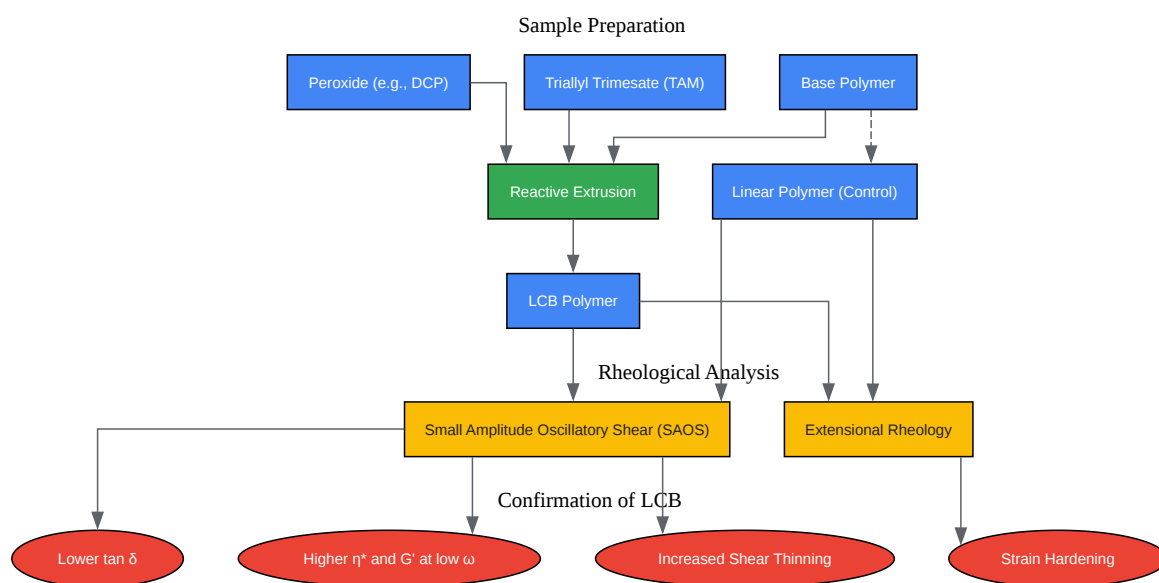 Sample Preparation
Peroxide (e.g., DCP)
Triallyl Trimesate (TAM)
Base Polymer
Reactive Extrusion
Linear Polymer (Control)
LCB Polymer
Rheological Analysis
Small Amplitude Oscillatory Shear (SAOS)
Extensional Rheology
Confirmation of LCB
Lower tan δ
Higher η* and G' at low ω
Increased Shear Thinning
Strain Hardening